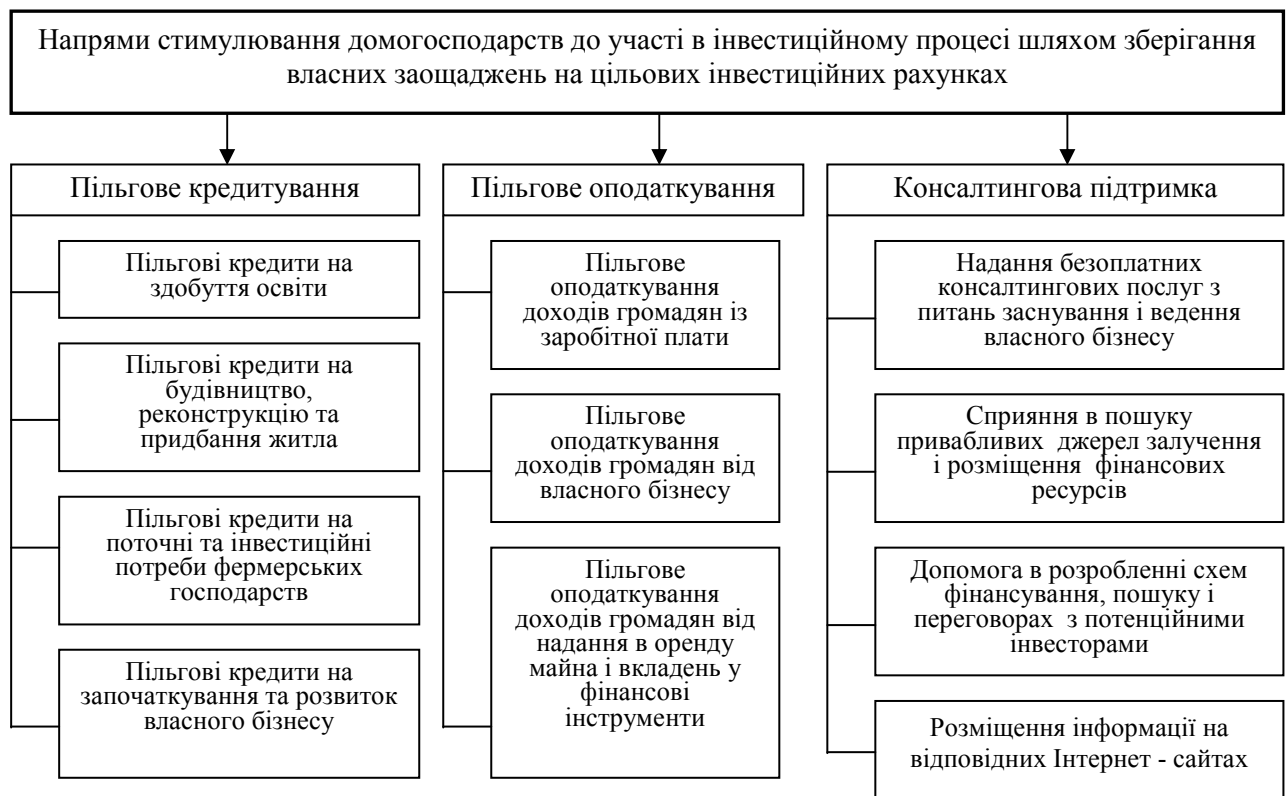 Напрями стимулювання домогосподарств до участі в інвестиційному процесі шляхом зберігання
власних заощаджень на цільових інвестиційних рахунках
Пільгове кредитування
Пільгові кредити на
здобуття освіти
Пільгові кредити на
будівництво,
реконструкцію та
придбання житла
Пільгові кредити на
поточні та інвестиційні
потреби фермерських
господарств
Пільгові кредити на
започаткування та розвиток
власного бізнесу
Пільгове оподаткування
Пільгове
оподаткування
доходів громадян із
заробітної плати
Пільгове
оподаткування
доходів громадян від
власного бізнесу
Пільгове
оподаткування
доходів громадян від
надання в оренду
майна і вкладень у
фінансові
інструменти
Консалтингова підтримка
Надання безоплатних
консалтингових послуг з
питань заснування і ведення
власного бізнесу
Сприяння в пошуку
привабливих джерел залучення
і розміщення фінансових
ресурсів
Допомога в розробленні схем
фінансування, пошуку і
переговорах з потенційними
інвесторами
Розміщення інформації на
відповідних Інтернет - сайтах